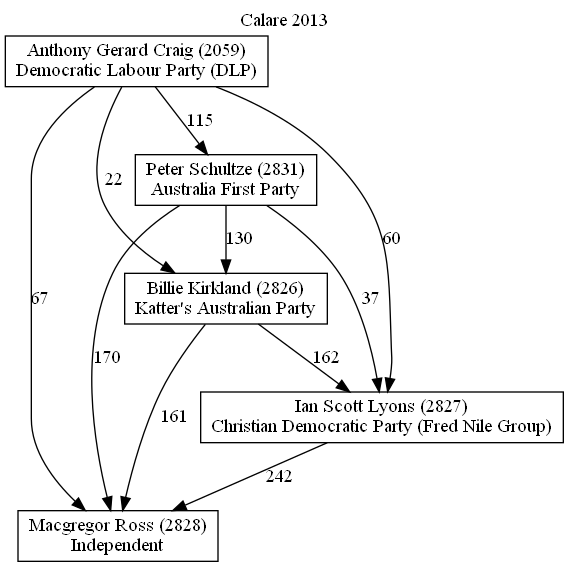 Calare 2013
Anthony Gerard Craig (2059)
Democratic Labour Party (DLP)
115
Peter Schultze (2831)
Australia First Party
22
130
60
Billie Kirkland (2826)
Katter's Australian Party
67
37
170
162
161
Ian Scott Lyons (2827)
Christian Democratic Party (Fred Nile Group)
242
Macgregor Ross (2828)
Independent